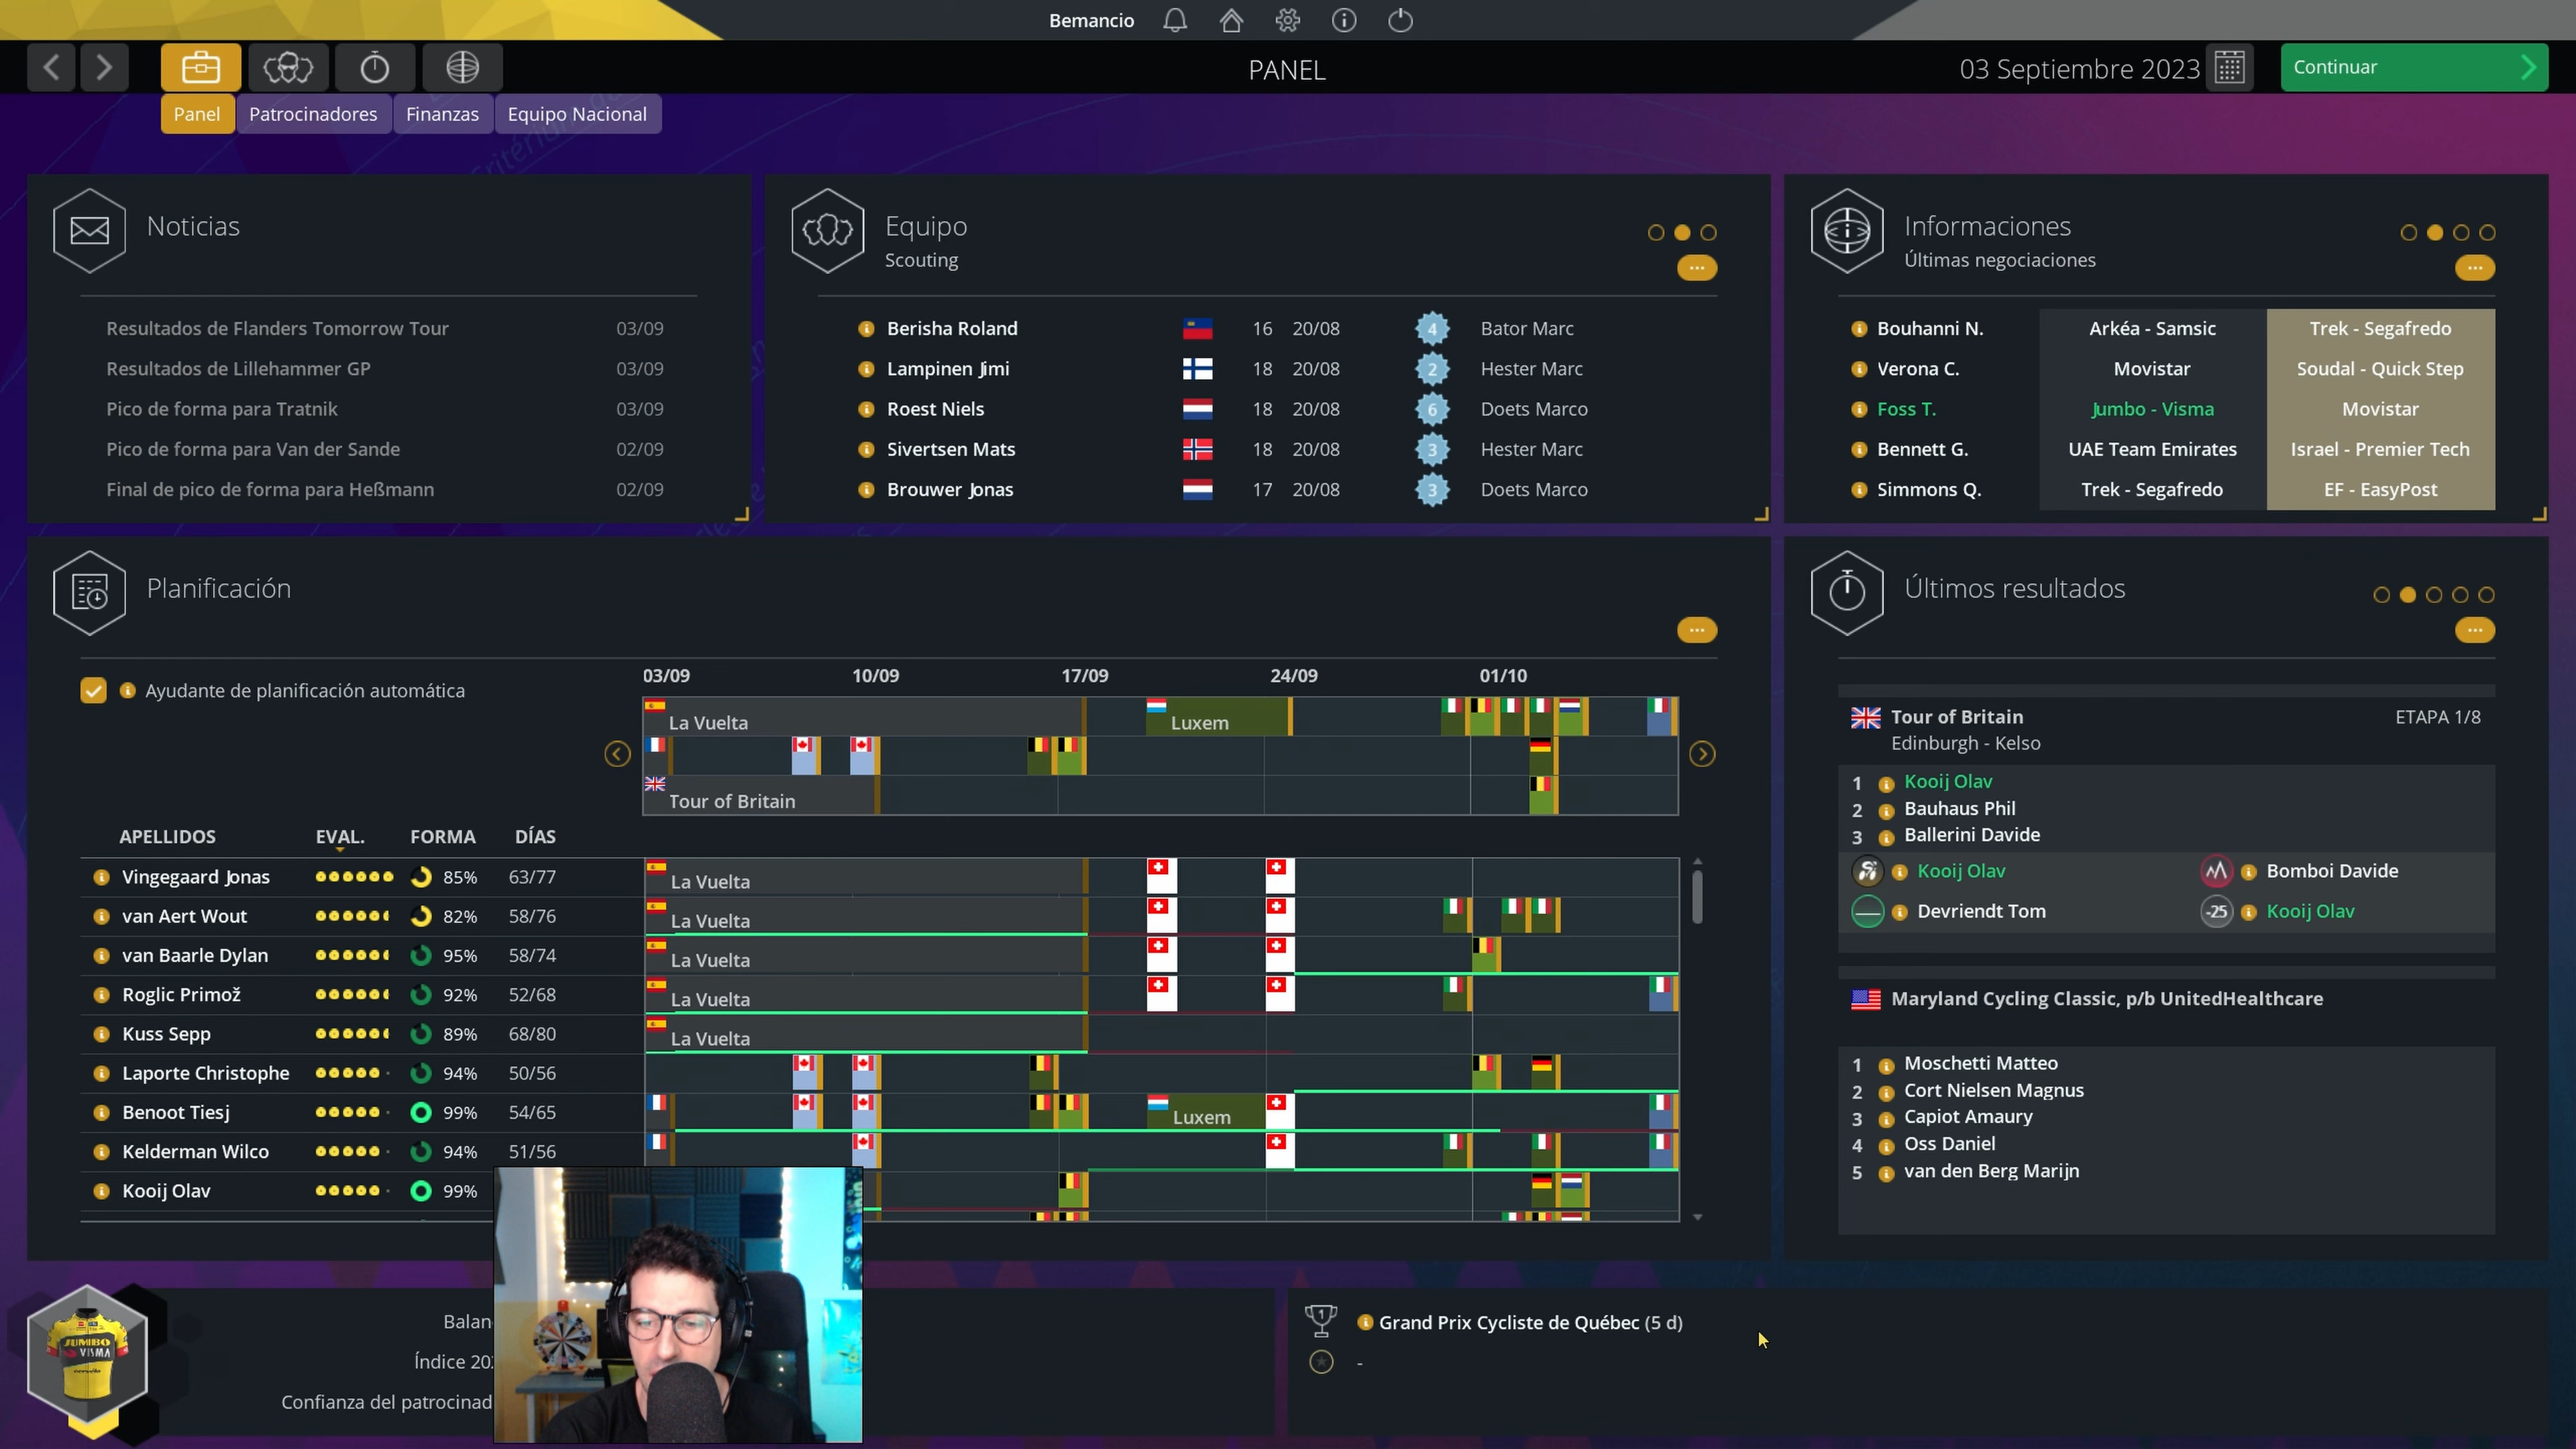 Bemancio
PANEL
03 Septiembre 2023
Continuar
Panel
Patrocinadores
Finanzas
Equipo Nacional
Noticias
Resultados de Flanders Tomorrow Tour 03/09
Resultados de Lillehammer GP 03/09
Pico de forma para Tratnik 03/09
Pico de forma para Van der Sande 02/09
Final de pico de forma para Heßmann 02/09
Equipo
Scouting
Berisha Roland 16 20/08 4 Bator Marc
Lampinen Jimi 18 20/08 2 Hester Marc
Roest Niels 18 20/08 6 Doets Marco
Sivertsen Mats 18 20/08 3 Hester Marc
Brouwer Jonas 17 20/08 3 Doets Marco
Informaciones
Últimas negociaciones
Bouhanni N. Arkéa - Samsic Trek - Segafredo
Verona C. Movistar Soudal - Quick Step
Foss T. Jumbo - Visma Movistar
Bennett G. UAE Team Emirates Israel - Premier Tech
Simmons Q. Trek - Segafredo EF - EasyPost
Planificación
Ayudante de planificación automática
03/09 10/09 17/09 24/09 01/10
La Vuelta Luxem
Tour of Britain
APELLIDOS EVAL. FORMA DÍAS
Vingegaard Jonas 85% 63/77 La Vuelta
van Aert Wout 82% 58/76 La Vuelta
van Baarle Dylan 95% 58/74 La Vuelta
Roglic Primož 92% 52/68 La Vuelta
Kuss Sepp 89% 68/80 La Vuelta
Laporte Christophe 94% 50/56
Benoot Tiesj 99% 54/65 Luxem
Kelderman Wilco 94% 51/56
Kooij Olav 99%
Últimos resultados
Tour of Britain ETAPA 1/8
Edinburgh - Kelso
1 Kooij Olav
2 Bauhaus Phil
3 Ballerini Davide
Kooij Olav Bomboi Davide
Devriendt Tom -25 Kooij Olav
Maryland Cycling Classic, p/b UnitedHealthcare
1 Moschetti Matteo
2 Cort Nielsen Magnus
3 Capiot Amaury
4 Oss Daniel
5 van den Berg Marijn
JUMBO
VISMA
Balan
Índice 20
Confianza del patrocinad
1 Grand Prix Cycliste de Québec (5 d)
-